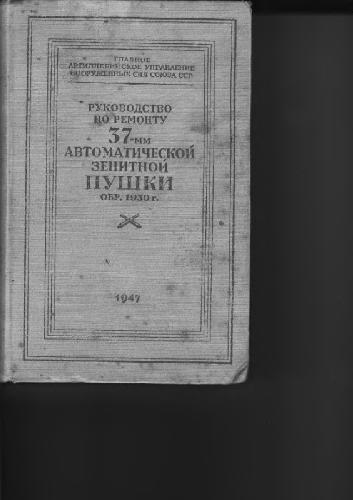 ГЛАВНОЕ
АРТИЛЛЕРИЙСКОЕ УПРАВЛЕНИЕ
ВООРУЖЕННЫХ СИЛ СОЮЗА ССР
РУКОВОДСТВО
ПО РЕМОНТУ
37-мм
АВТОМАТИЧЕСКОЙ
ЗЕНИТНОЙ
ПУШКИ
ОБР. 1939 г.
1947